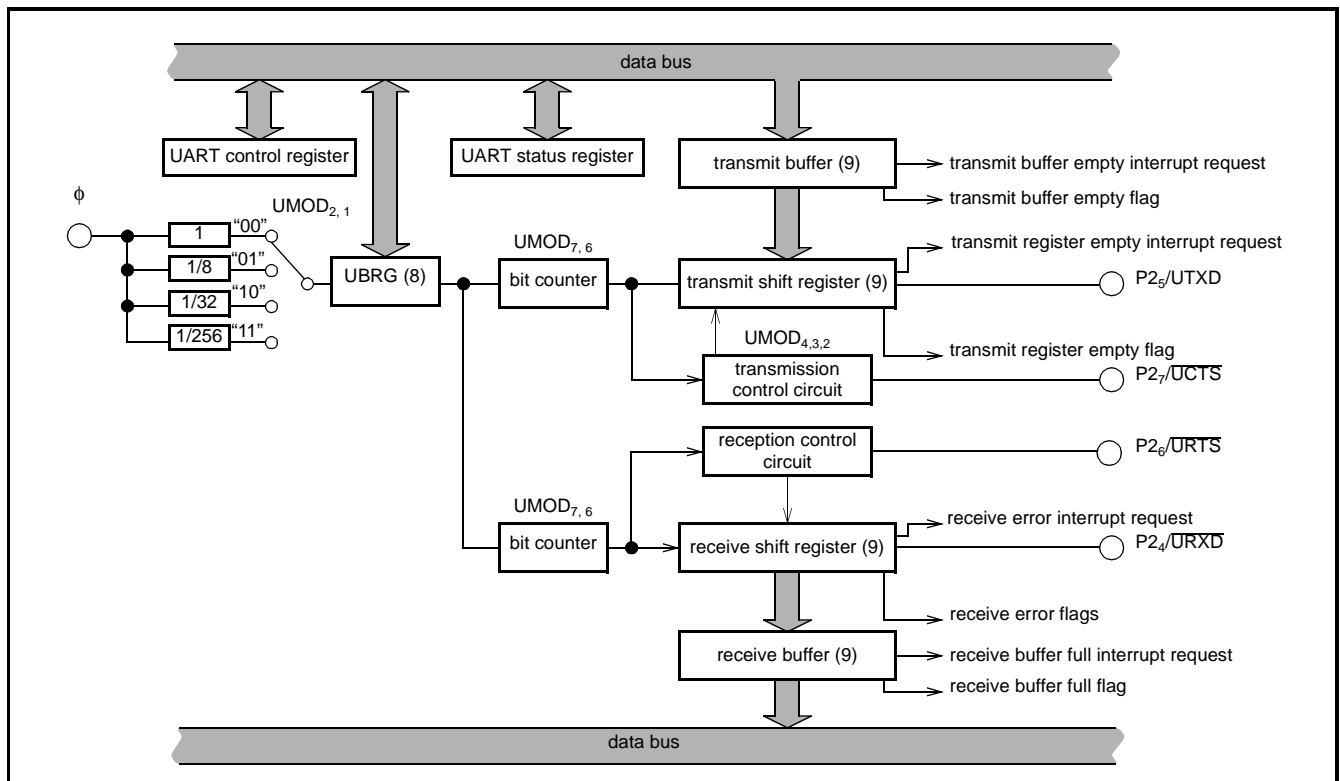 data bus
UART control register
UART status register
transmit buffer (9)
transmit buffer empty interrupt request
transmit buffer empty flag
ϕ
UMOD2, 1
1
“00”
1/8
“01”
1/32
“10”
1/256
“11”
UBRG (8)
UMOD7, 6
bit counter
transmit shift register (9)
transmit register empty interrupt request
P25/UTXD
UMOD4,3,2
transmit register empty flag
transmission
control circuit
P27/UCTS
reception control
circuit
P26/URTS
UMOD7, 6
bit counter
receive shift register (9)
receive error interrupt request
P24/URXD
receive error flags
receive buffer (9)
receive buffer full interrupt request
receive buffer full flag
data bus